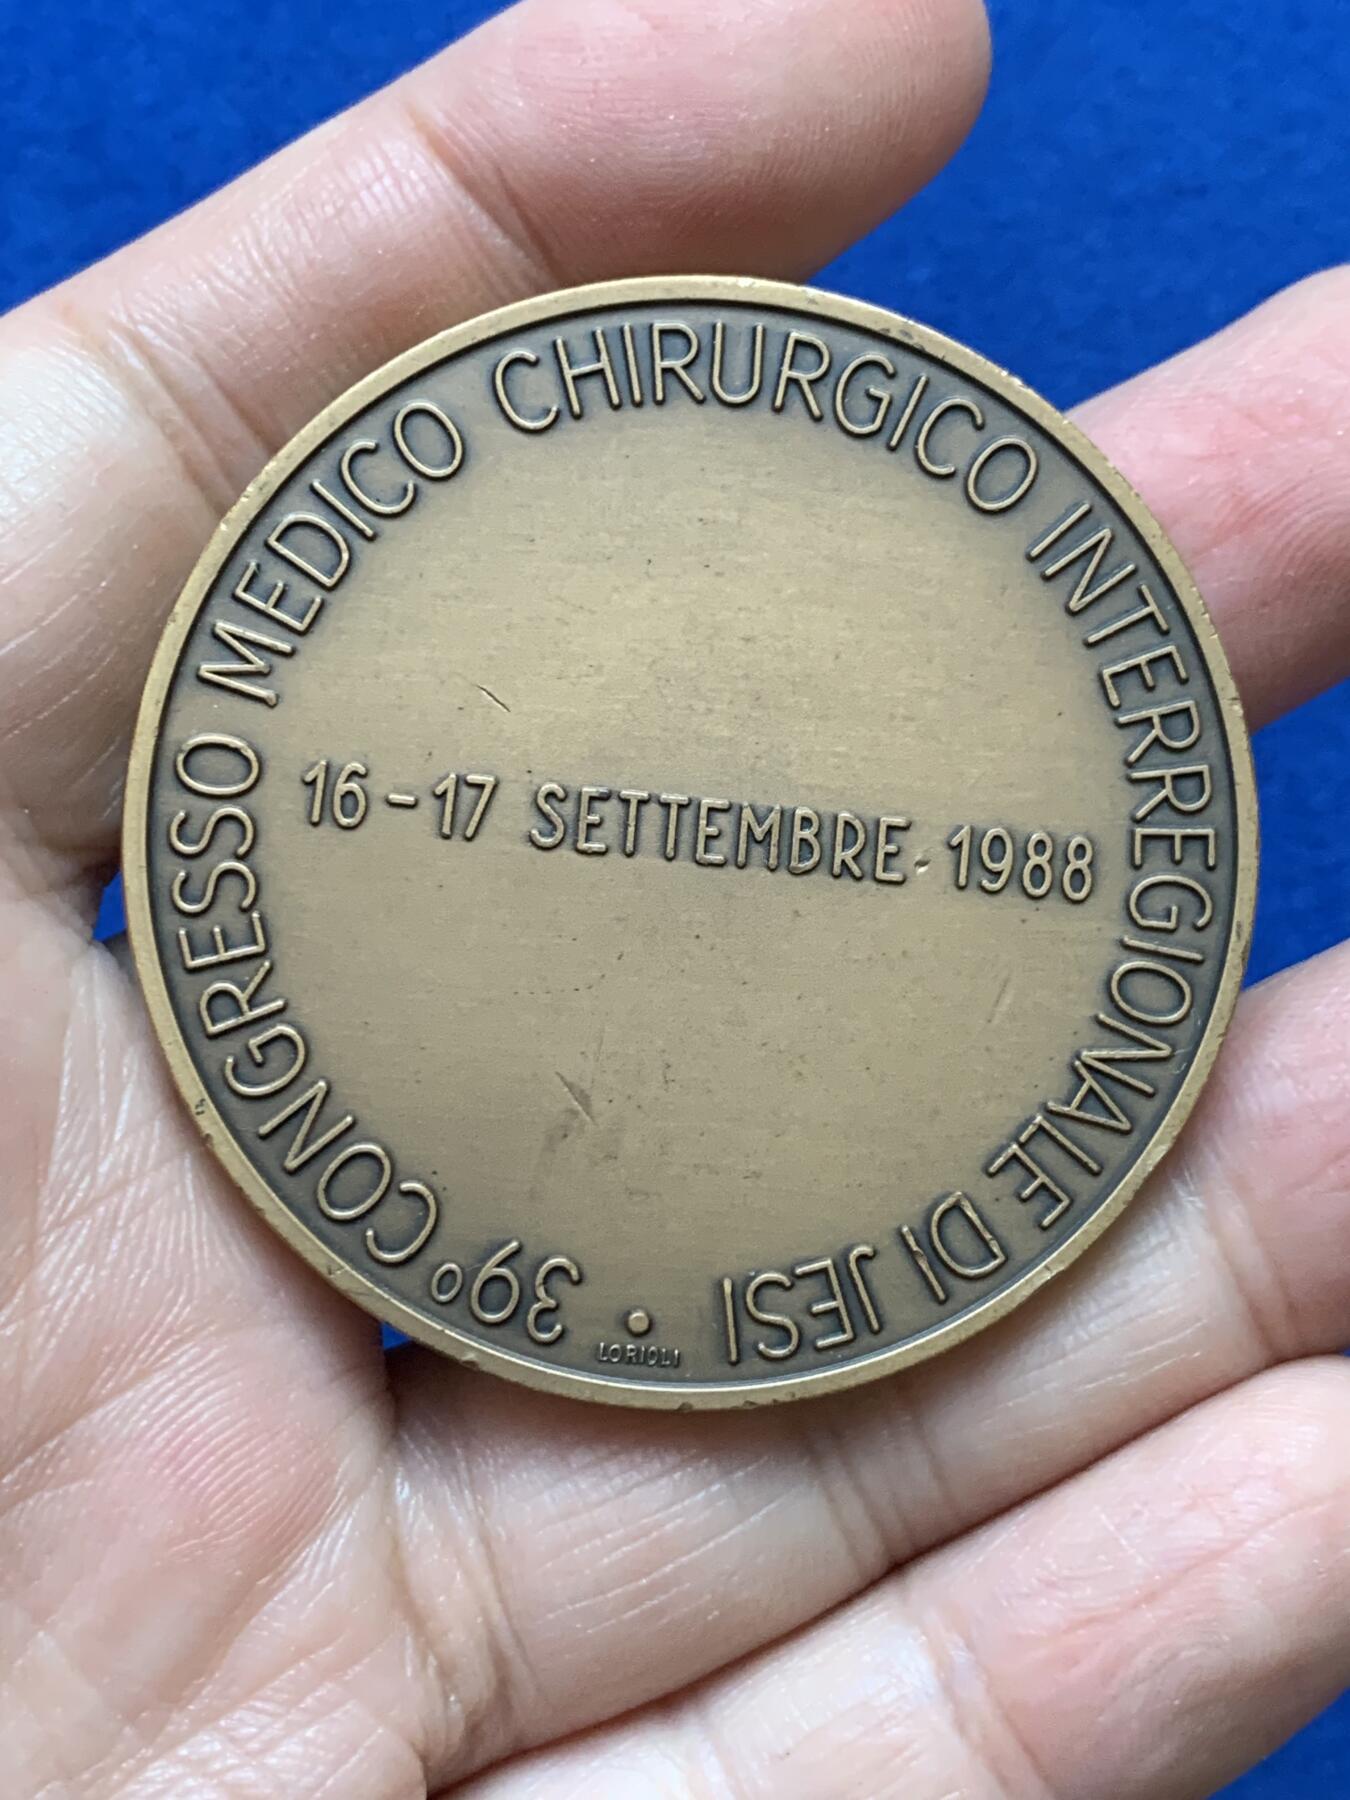 39° CONGRESSO MEDICO CHIRURGICO INTERREGIONALE DI JESI •
16-17 SETTEMBRE 1988
LORIOLI